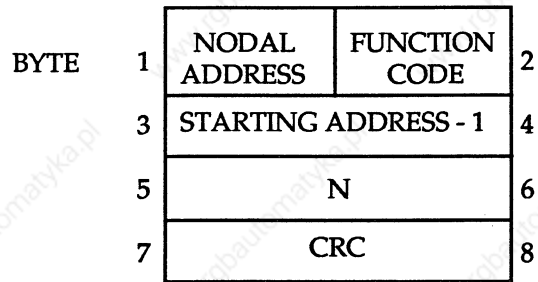 BYTE 1 NODAL ADDRESS FUNCTION CODE 2
3 STARTING ADDRESS - 1 4
5 N 6
7 CRC 8